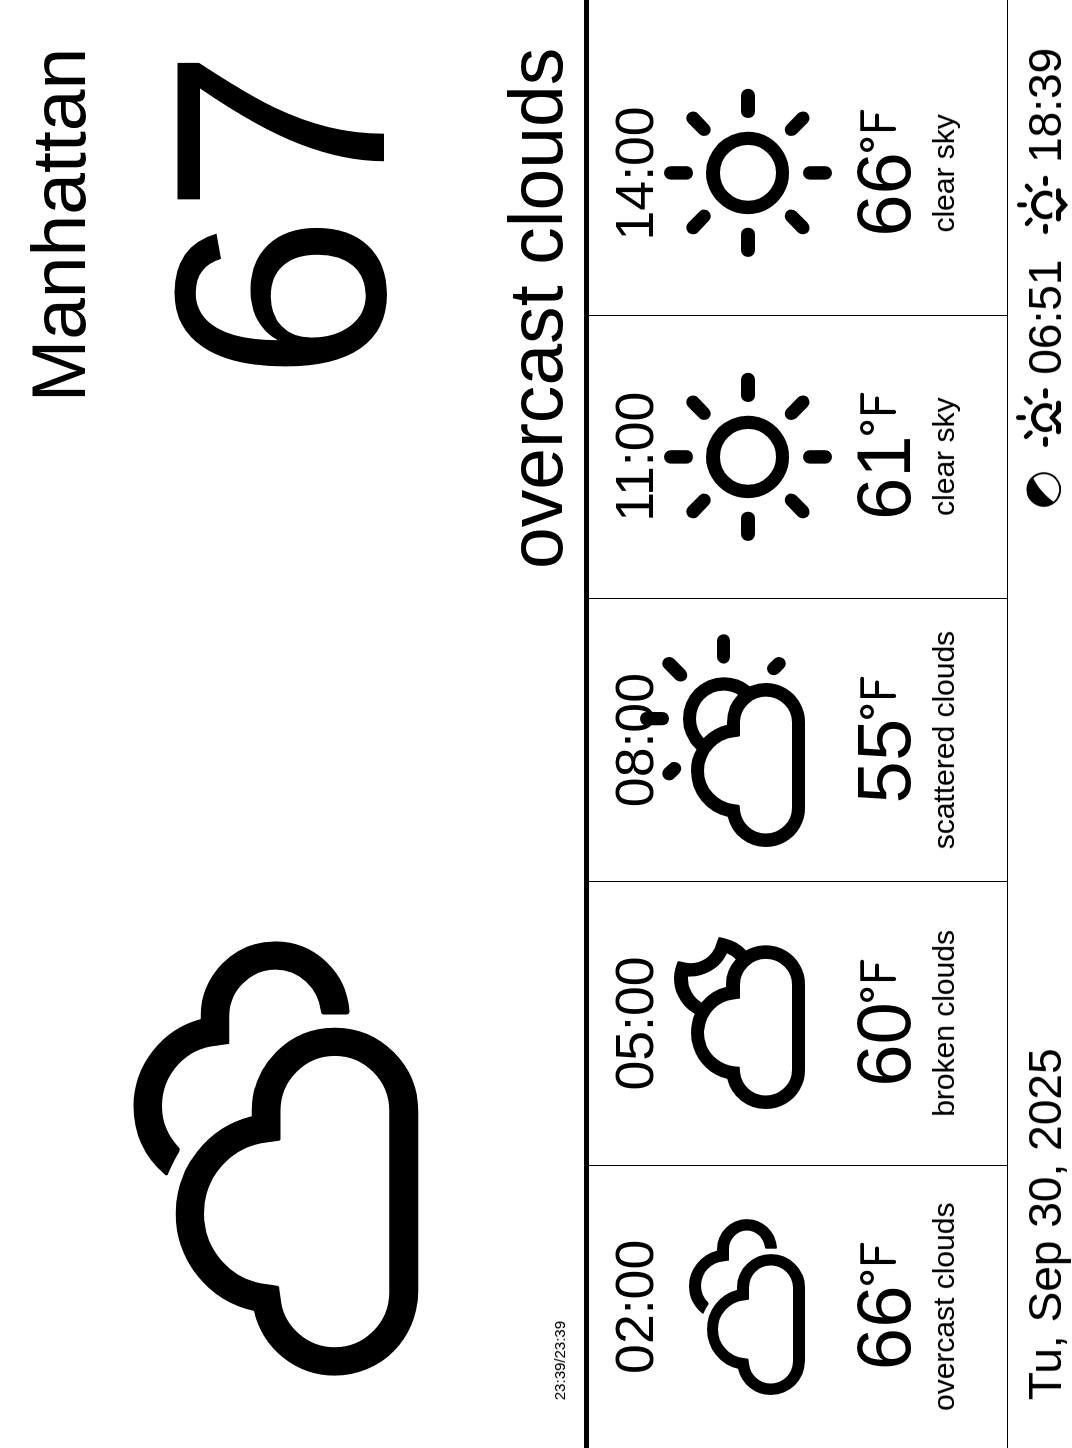 Manhattan
67
overcast clouds
23:39/23:39
02:00 05:00 08:00 11:00 14:00
66°F 60°F 55°F 61°F 66°F
overcast clouds broken clouds scattered clouds clear sky clear sky
Tu, Sep 30, 2025 06:51 18:39